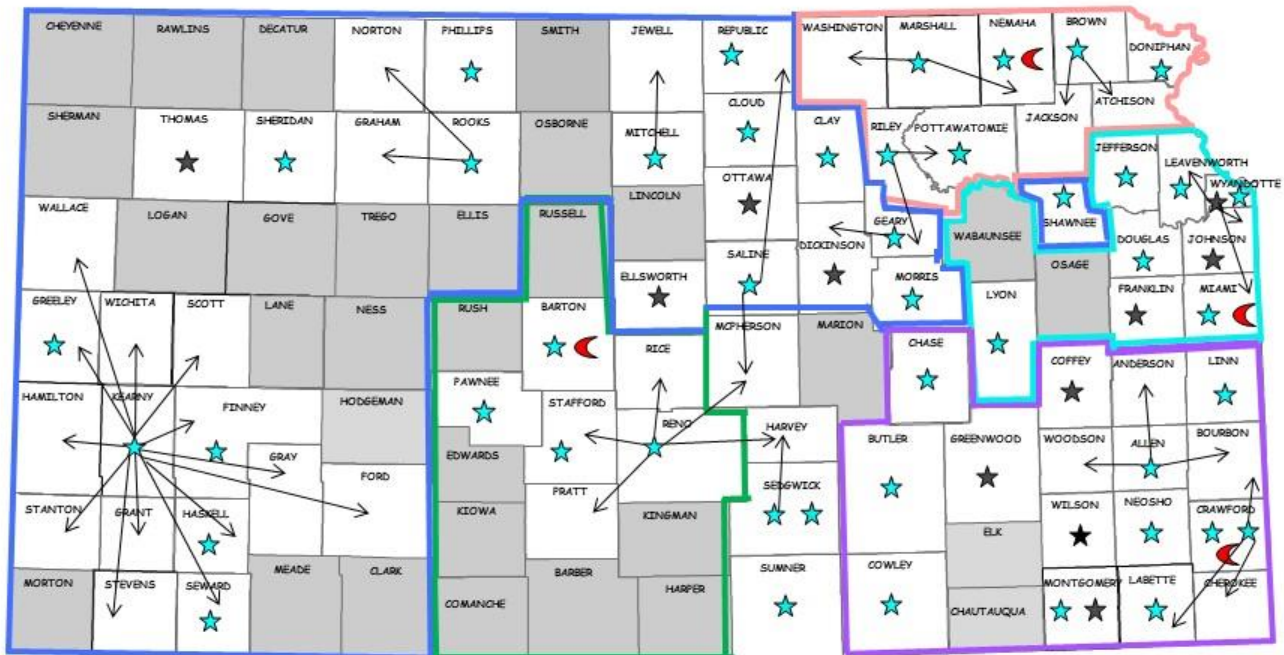 CHEYENNE
RAWLINS
DECATUR
NORTON
PHILLIPS
SMITH
JEWELL
REPUBLIC
WASHINGTON
MARSHALL
NEMAHA
BROWN
DONIPHAN
SHERMAN
THOMAS
SHERIDAN
GRAHAM
ROOKS
OSBORNE
MITCHELL
CLOUD
CLAY
RILEY
POTTAWATOMIE
JACKSON
ATCHISON
JEFFERSON
LEAVENWORTH
WYANDOTTE
WALLACE
LOGAN
GOVE
TREGO
ELLIS
RUSSELL
LINCOLN
OTTAWA
GEARY
WABAUNSEE
SHAWNEE
DOUGLAS
JOHNSON
ELLSWORTH
SALINE
DICKINSON
MORRIS
OSAGE
GREELEY
WICHITA
SCOTT
LANE
NESS
RUSH
BARTON
RICE
MCPHERSON
MARION
CHASE
LYON
FRANKLIN
MIAMI
HAMILTON
KEARNY
FINNEY
HODGEMAN
PAWNEE
STAFFORD
RENO
HARVEY
BUTLER
GREENWOOD
COFFEY
ANDERSON
LINN
GRAY
FORD
EDWARDS
WOODSON
ALLEN
BOURBON
STANTON
GRANT
HASKELL
KIOWA
PRATT
KINGMAN
SEDGWICK
ELK
WILSON
NEOSHO
CRAWFORD
MORTON
STEVENS
SEWARD
MEADE
CLARK
COMANCHE
BARBER
HARPER
SUMNER
COWLEY
CHAUTAUQUA
MONTGOMERY
LABETTE
CHEROKEE